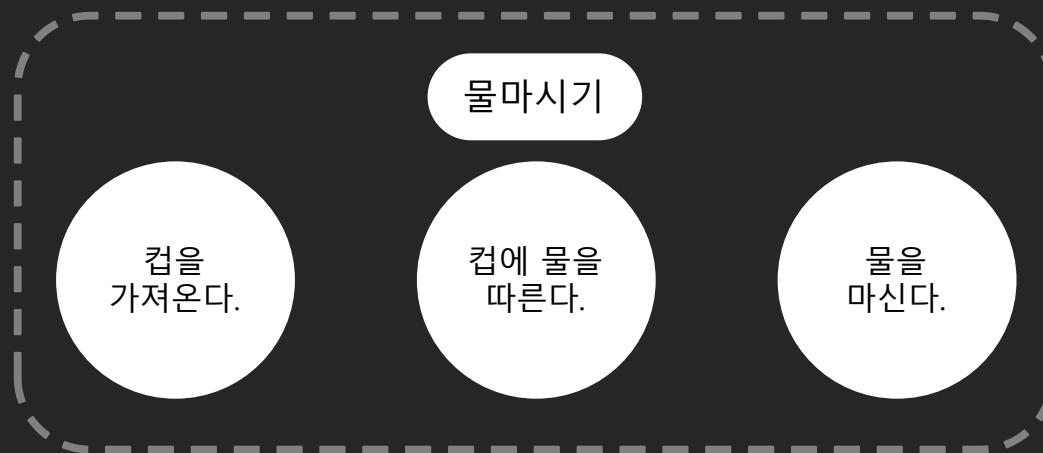 물마시기
컵을
가져온다.
컵에 물을
따른다.
물을
마신다.